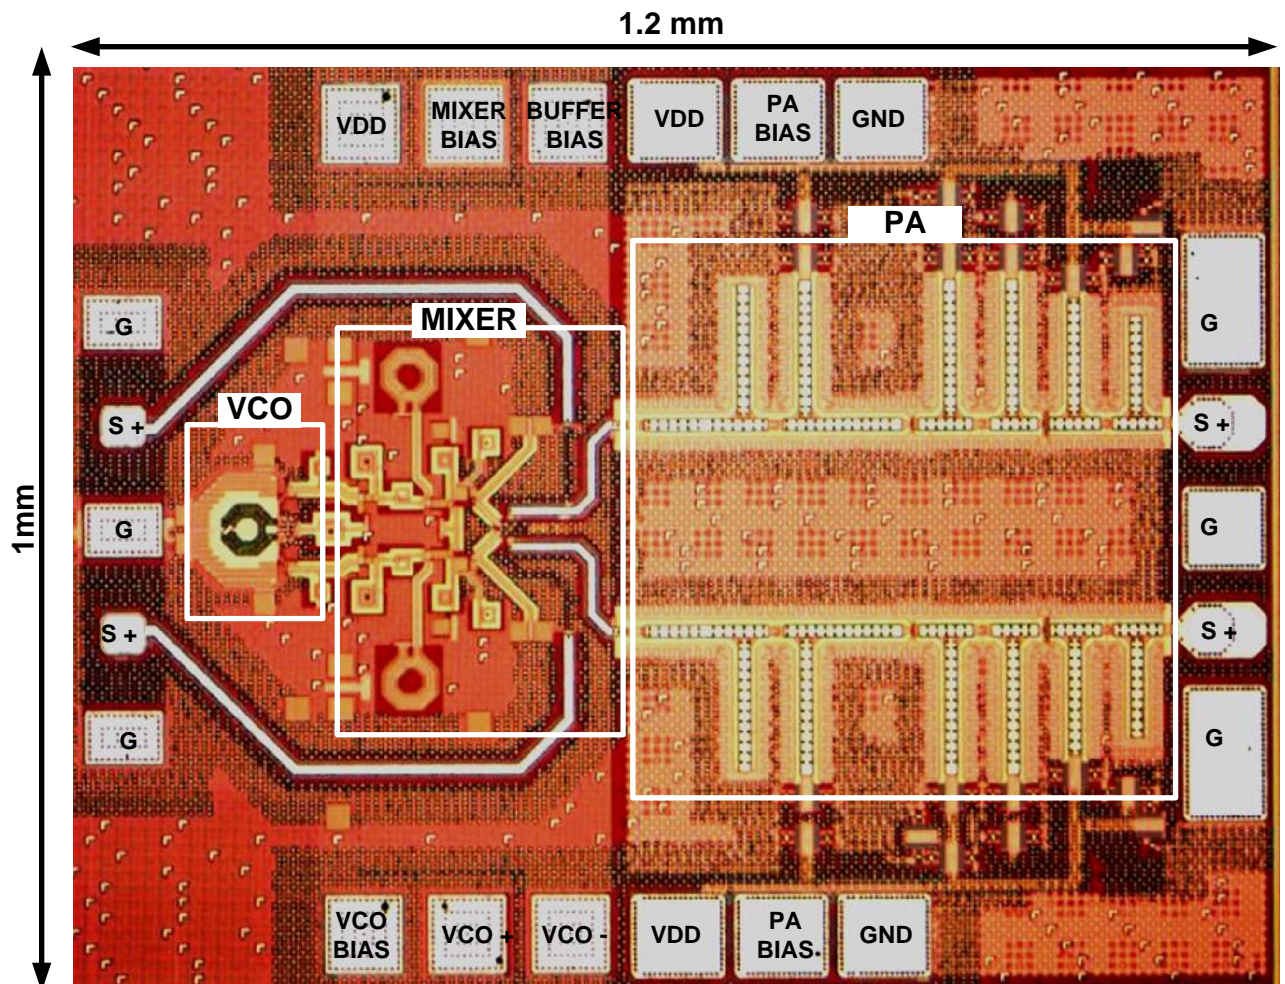 1.2 mm
VDD
MIXER
BIAS
BUFFER
BIAS
VDD
PA
BIAS
GND
PA
G
MIXER
G
VCO
S +
S +
1mm
G
G
S +
S +
G
G
VCO
BIAS
VCO +
VCO -
VDD
PA
BIAS
GND